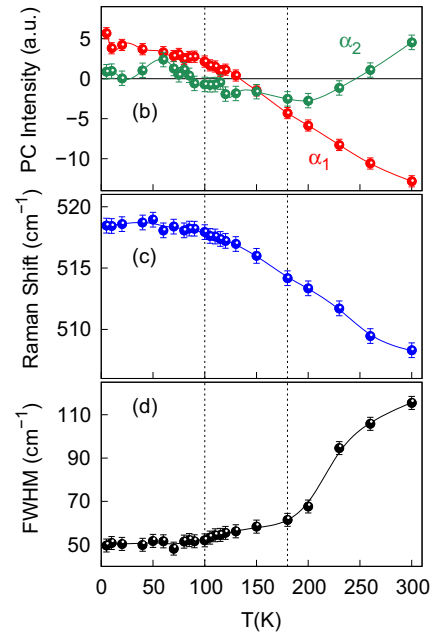 PC Intensity (a.u.)
5
0
−5
−10
(b)
α2
α1
Raman Shift (cm⁻¹)
520
515
510
(c)
FWHM (cm⁻¹)
110
90
70
50
(d)
0 50 100 150 200 250 300
T(K)